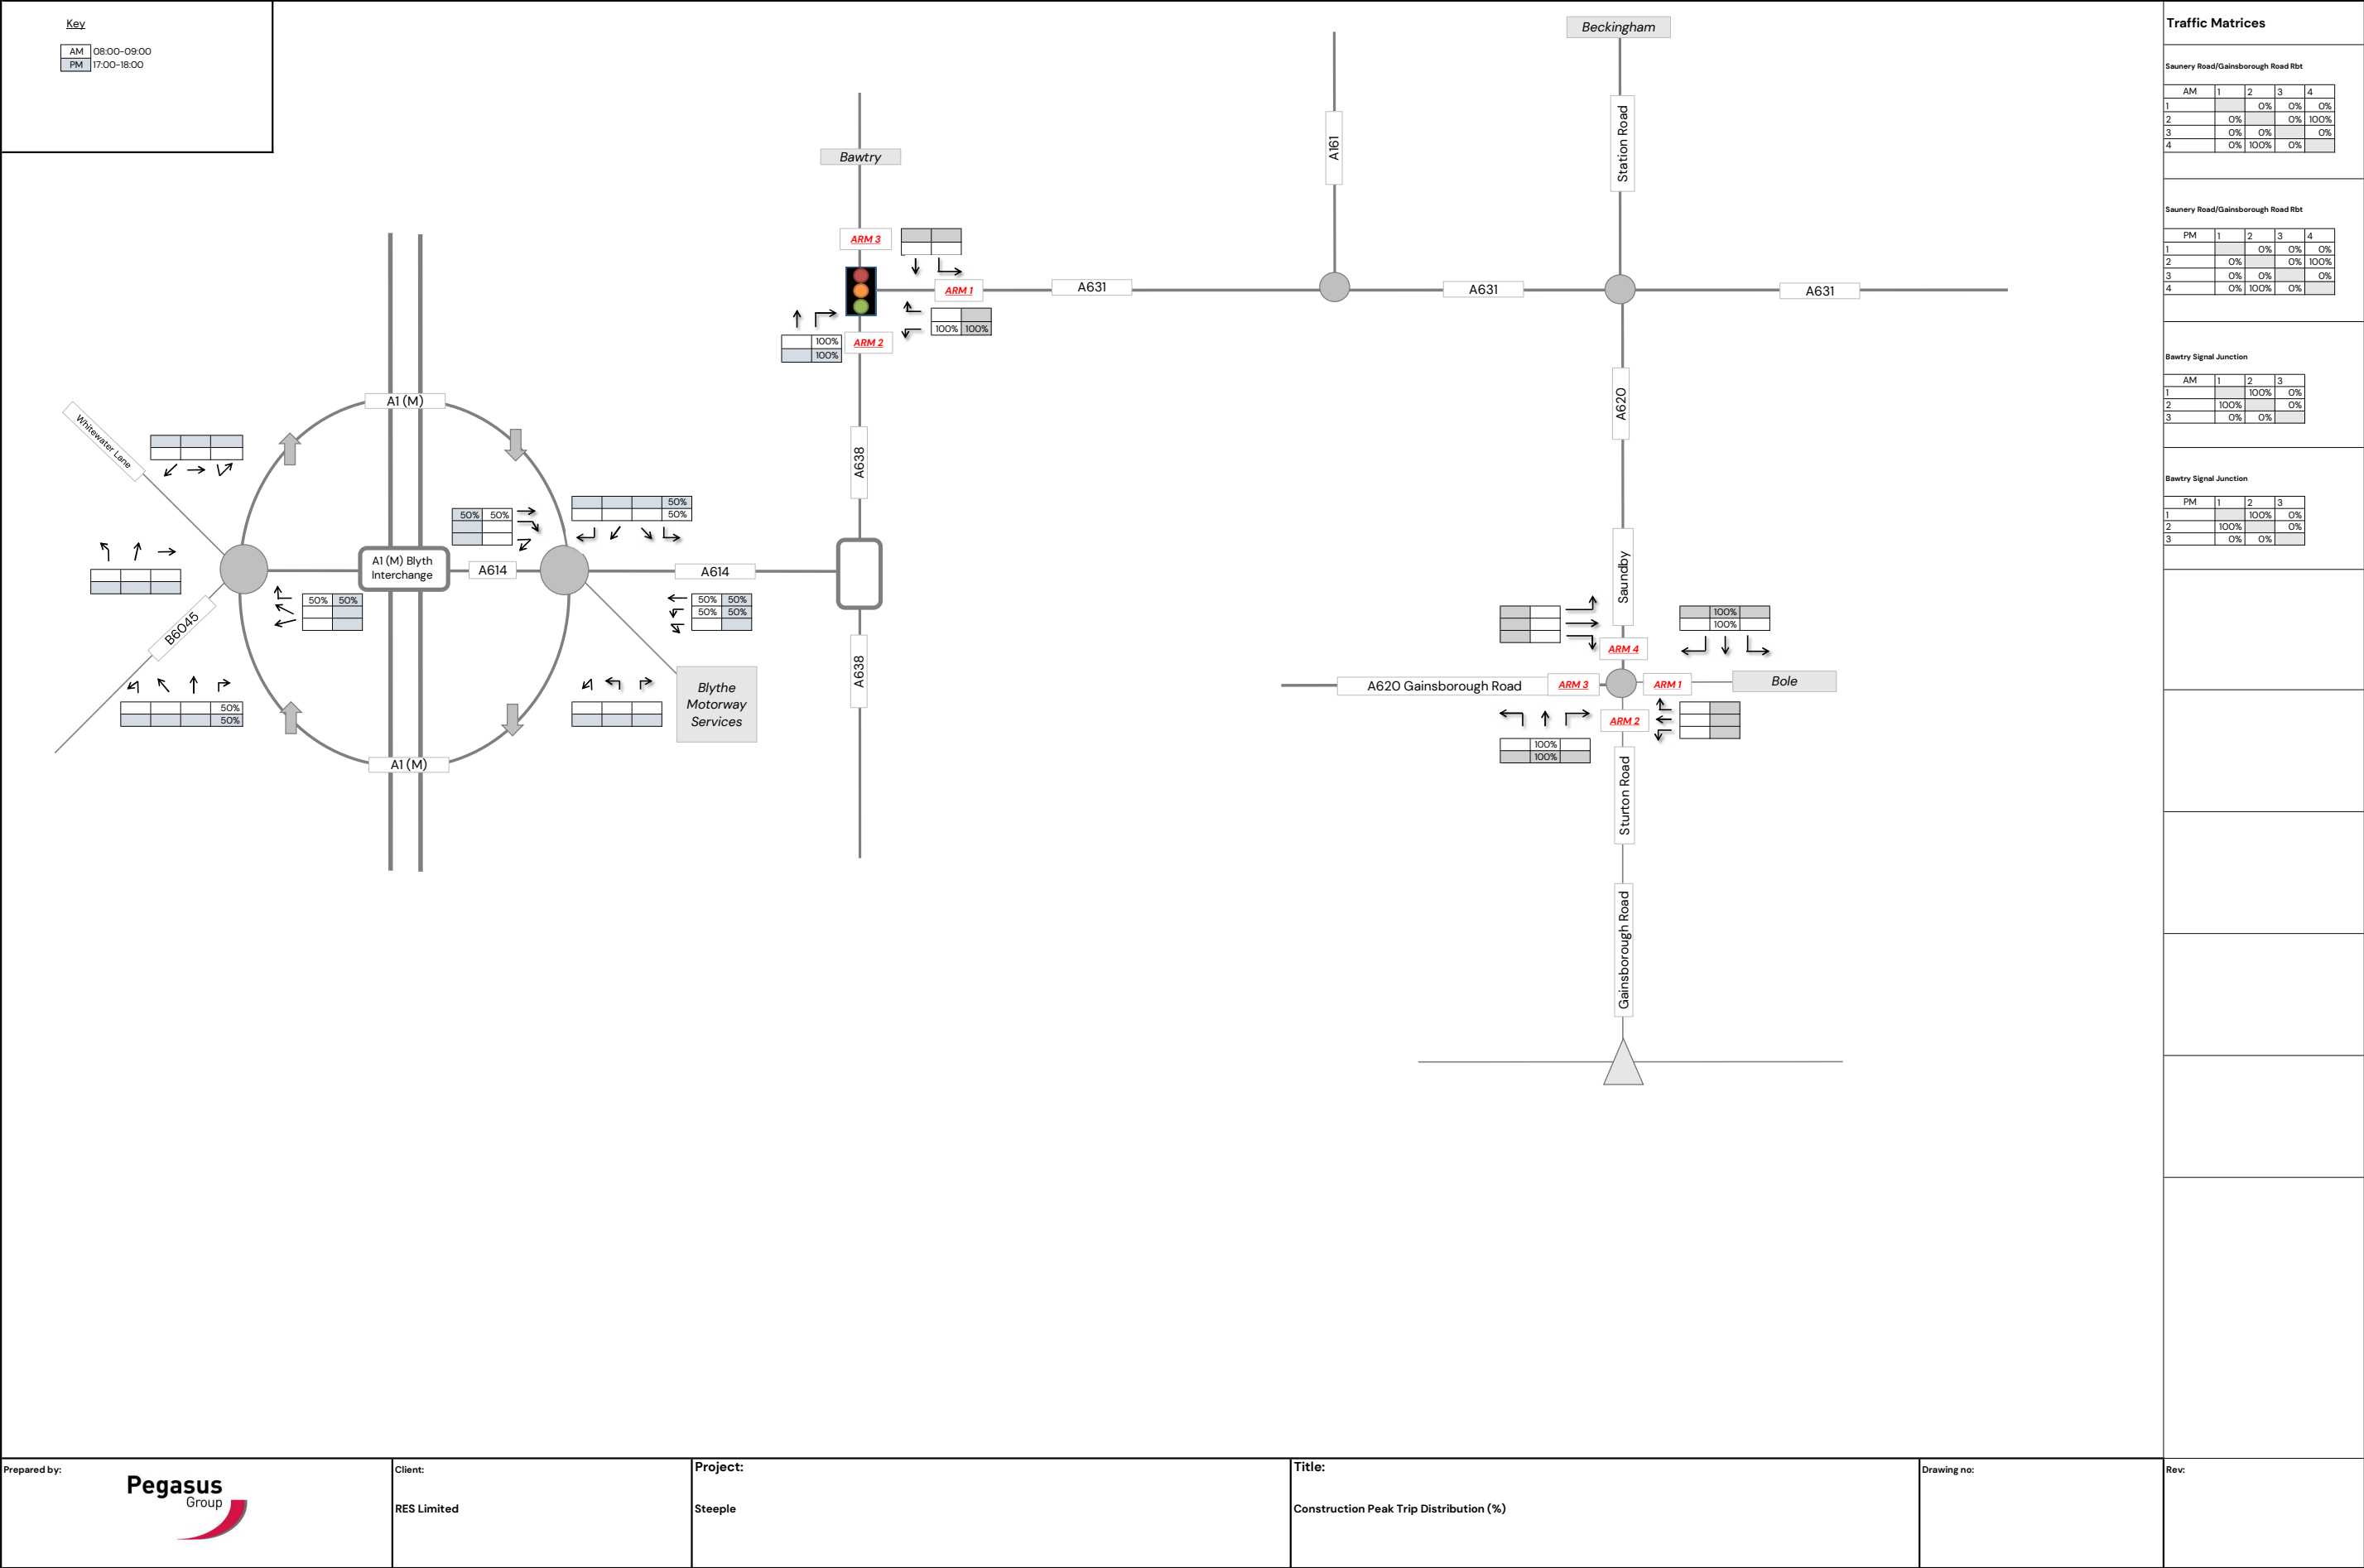 Key
AM 08:00-09:00
PM 17:00-18:00
Beckingham
Bawtry
A161
Station Road
ARM 3
ARM 1
A631
A631
A631
100% 100%
100%
100%
ARM 2
A1 (M)
Whitewater Lane
A638
A620
50% 50%
50%
50%
A1 (M) Blyth
Interchange
A614
A614
Saundby
50% 50%
50% 50%
50% 50%
B6045
100%
100%
ARM 4
A638
Blythe
Motorway
Services
A620 Gainsborough Road
ARM 3
ARM 1
Bole
ARM 2
50%
50%
100%
100%
A1 (M)
Sturton Road
Gainsborough Road
Traffic Matrices
Saunery Road/Gainsborough Road Rbt
AM 1 2 3 4
1 0% 0% 0%
2 0% 0% 100%
3 0% 0% 0%
4 0% 100% 0%
Saunery Road/Gainsborough Road Rbt
PM 1 2 3 4
1 0% 0% 0%
2 0% 0% 100%
3 0% 0% 0%
4 0% 100% 0%
Bawtry Signal Junction
AM 1 2 3
1 100% 0%
2 100% 0%
3 0% 0%
Bawtry Signal Junction
PM 1 2 3
1 100% 0%
2 100% 0%
3 0% 0%
Prepared by:
Pegasus
Group
Client:
RES Limited
Project:
Steeple
Title:
Construction Peak Trip Distribution (%)
Drawing no:
Rev: